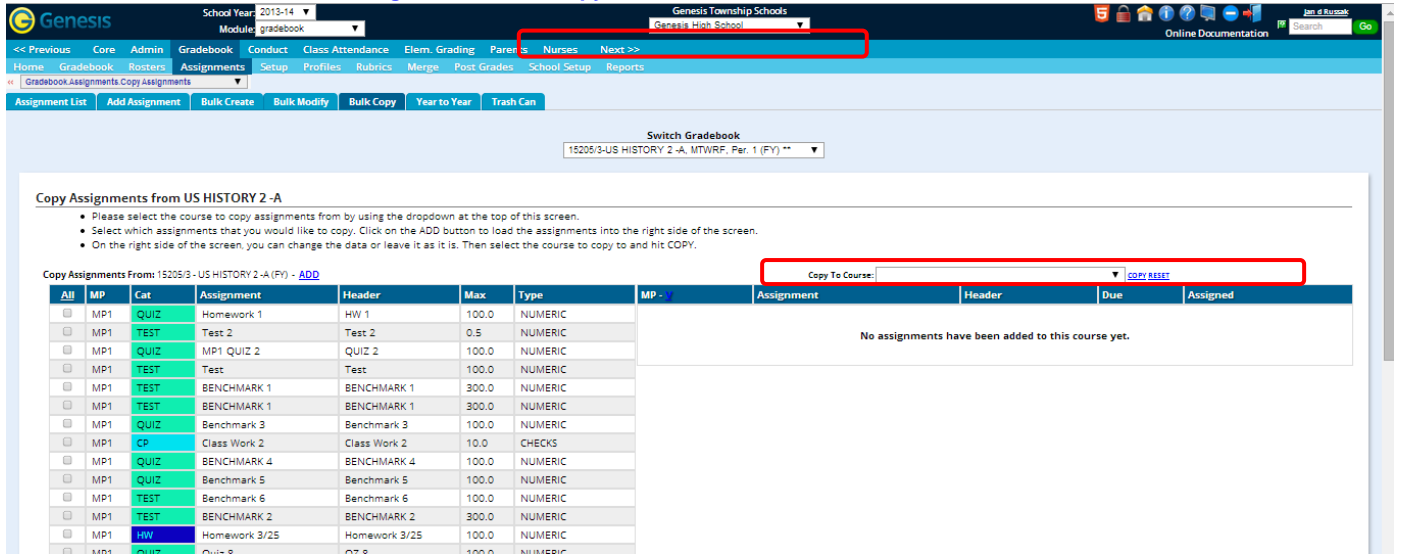 Genesis
School Year: 2013-14
Module: gradebook
Genesis Township Schools
Genesis High School
Jan d Russak
Online Documentation
Search
Go
<< Previous Core Admin Gradebook Conduct Class Attendance Elem. Grading Parents Nurses Next >>
Home Gradebook Rosters Assignments Setup Profiles Rubrics Merge Post Grades School Setup Reports
« Gradebook.Assignments.Copy Assignments
Assignment List Add Assignment Bulk Create Bulk Modify Bulk Copy Year to Year Trash Can
Switch Gradebook
15205/3-US HISTORY 2 -A, MTWRF, Per. 1 (FY) **
Copy Assignments from US HISTORY 2 -A
• Please select the course to copy assignments from by using the dropdown at the top of this screen.
• Select which assignments that you would like to copy. Click on the ADD button to load the assignments into the right side of the screen.
• On the right side of the screen, you can change the data or leave it as it is. Then select the course to copy to and hit COPY.
Copy Assignments From: 15205/3 - US HISTORY 2 -A (FY) - ADD
Copy To Course: COPY RESET
All MP Cat Assignment Header Max Type
MP - Assignment Header Due Assigned
No assignments have been added to this course yet.
MP1 QUIZ Homework 1 HW 1 100.0 NUMERIC
MP1 TEST Test 2 Test 2 0.5 NUMERIC
MP1 QUIZ MP1 QUIZ 2 QUIZ 2 100.0 NUMERIC
MP1 TEST Test Test 100.0 NUMERIC
MP1 TEST BENCHMARK 1 BENCHMARK 1 300.0 NUMERIC
MP1 TEST BENCHMARK 1 BENCHMARK 1 300.0 NUMERIC
MP1 QUIZ Benchmark 3 Benchmark 3 100.0 NUMERIC
MP1 CP Class Work 2 Class Work 2 10.0 CHECKS
MP1 QUIZ BENCHMARK 4 BENCHMARK 4 100.0 NUMERIC
MP1 QUIZ Benchmark 5 Benchmark 5 100.0 NUMERIC
MP1 TEST Benchmark 6 Benchmark 6 100.0 NUMERIC
MP1 TEST BENCHMARK 2 BENCHMARK 2 300.0 NUMERIC
MP1 HW Homework 3/25 Homework 3/25 100.0 NUMERIC
MP1 QUIZ Quiz 8 QZ 8 100.0 NUMERIC